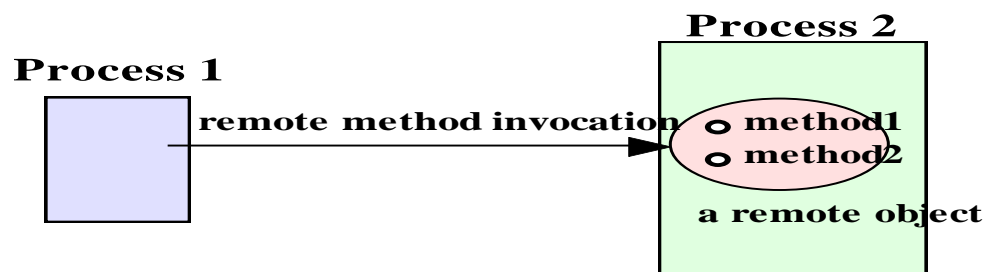 Process 2
Process 1
remote method invocation
method1
method2
a remote object